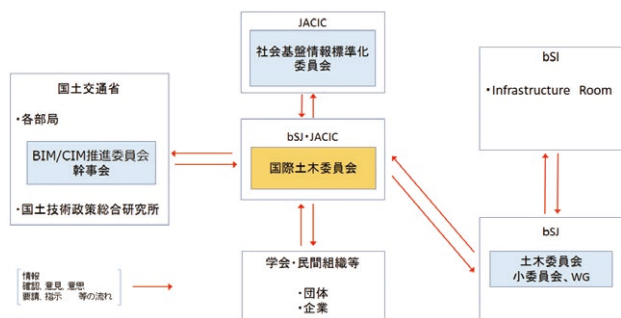 JACIC
社会基盤情報標準化
委員会
国土交通省
・各部局
BIM/CIM推進委員会
幹事会
・国土技術政策総合研究所
bSJ・JACIC
国際土木委員会
bSI
・Infrastructure Room
学会・民間組織等
・団体
・企業
bSJ
土木委員会
小委員会、WG
情報
確認、意見、意思
要請、指示 等の流れ